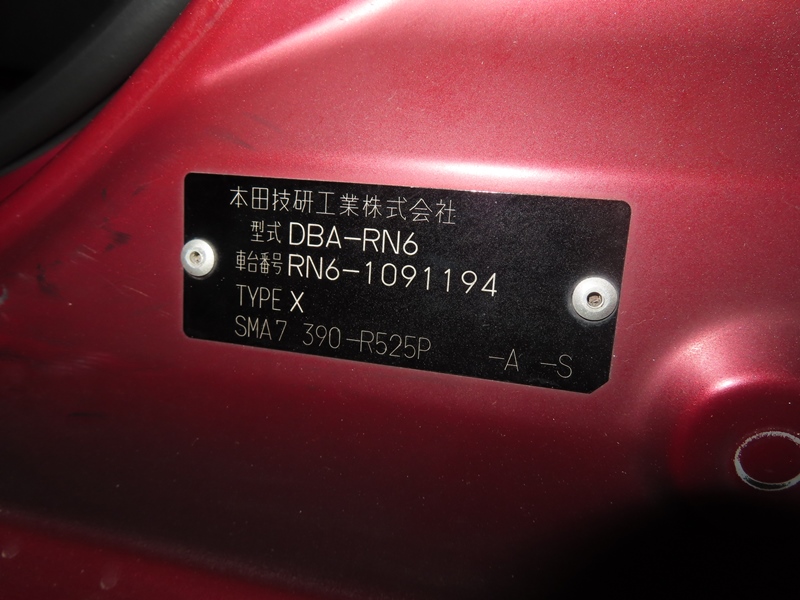 本田技研工業株式会社
型式 DBA-RN6
車台番号 RN6-1091194
TYPE X
SMA7 390-R525P -A -S